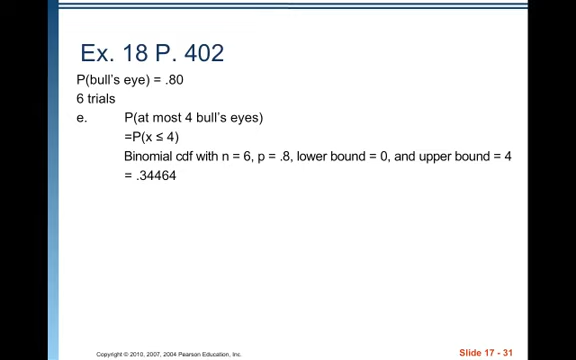 Ex. 18 P. 402
P(bull's eye) = .80
6 trials
e. P(at most 4 bull's eyes)
=P(x ≤ 4)
Binomial cdf with n = 6, p = .8, lower bound = 0, and upper bound = 4
= .34464
Copyright © 2010, 2007, 2004 Pearson Education, Inc.
Slide 17 - 31